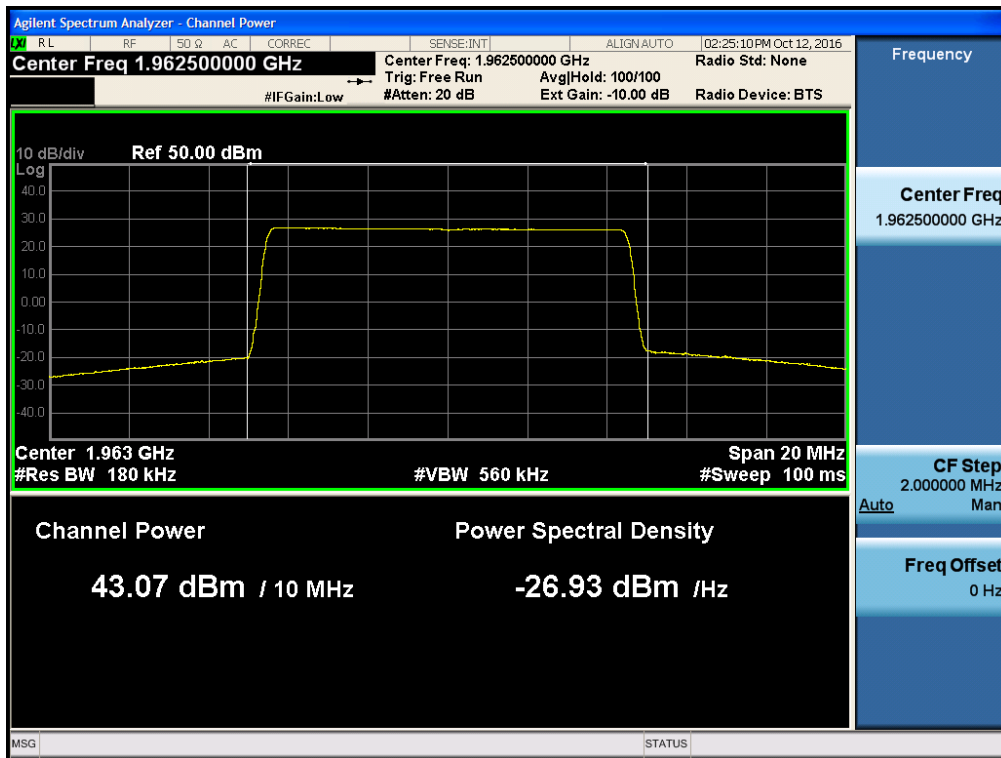 Agilent Spectrum Analyzer - Channel Power
LXI RL RF 50 Ω AC CORREC SENSE:INT ALIGNAUTO 02:25:10 PM Oct 12, 2016
Center Freq 1.962500000 GHz
Center Freq: 1.962500000 GHz Radio Std: None
Trig: Free Run Avg|Hold: 100/100
#IFGain:Low #Atten: 20 dB Ext Gain: -10.00 dB Radio Device: BTS
10 dB/div Ref 50.00 dBm
Log
40.0
30.0
20.0
10.0
0.00
-10.0
-20.0
-30.0
-40.0
Center 1.963 GHz Span 20 MHz
#Res BW 180 kHz #VBW 560 kHz #Sweep 100 ms
Channel Power Power Spectral Density
43.07 dBm / 10 MHz -26.93 dBm /Hz
MSG STATUS
Frequency
Center Freq
1.962500000 GHz
CF Step
2.000000 MHz
Auto Man
Freq Offset
0 Hz